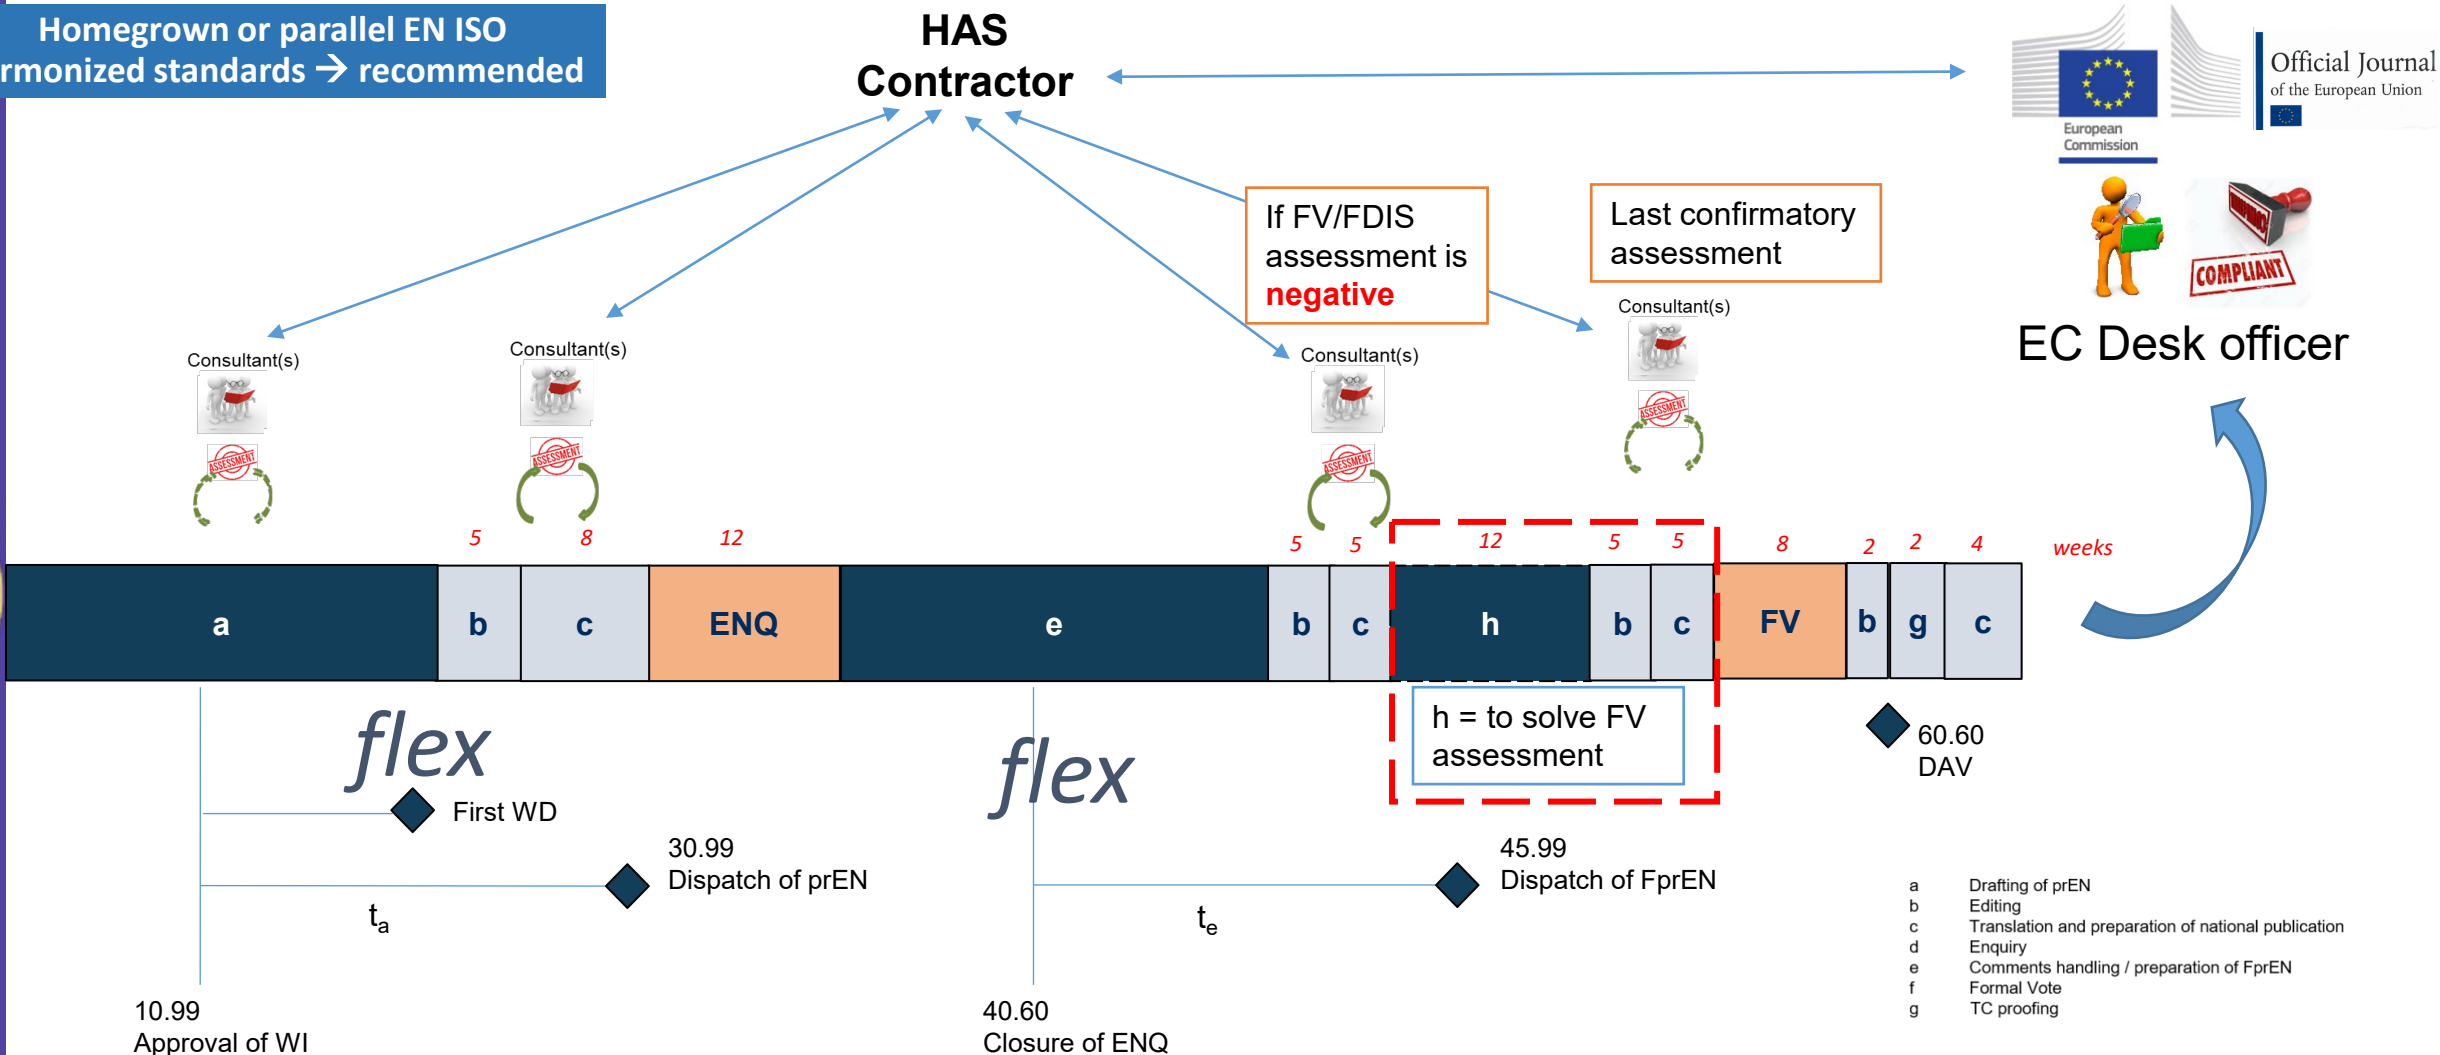 Homegrown or parallel EN ISO
rmonized standards → recommended
HAS
Contractor
European
Commission
Official Journal
of the European Union
If FV/FDIS
assessment is
negative
Last confirmatory
assessment
COMPLIANT
EC Desk officer
Consultant(s)
ASSESSMENT
Consultant(s)
ASSESSMENT
Consultant(s)
ASSESSMENT
Consultant(s)
ASSESSMENT
5 8 12 5 5 12 5 5 8 2 2 4 weeks
a b c ENQ e b c h b c FV b g c
h = to solve FV
assessment
flex
flex
First WD
30.99
Dispatch of prEN
ta
45.99
Dispatch of FprEN
te
60.60
DAV
10.99
Approval of WI
40.60
Closure of ENQ
a Drafting of prEN
b Editing
c Translation and preparation of national publication
d Enquiry
e Comments handling / preparation of FprEN
f Formal Vote
g TC proofing